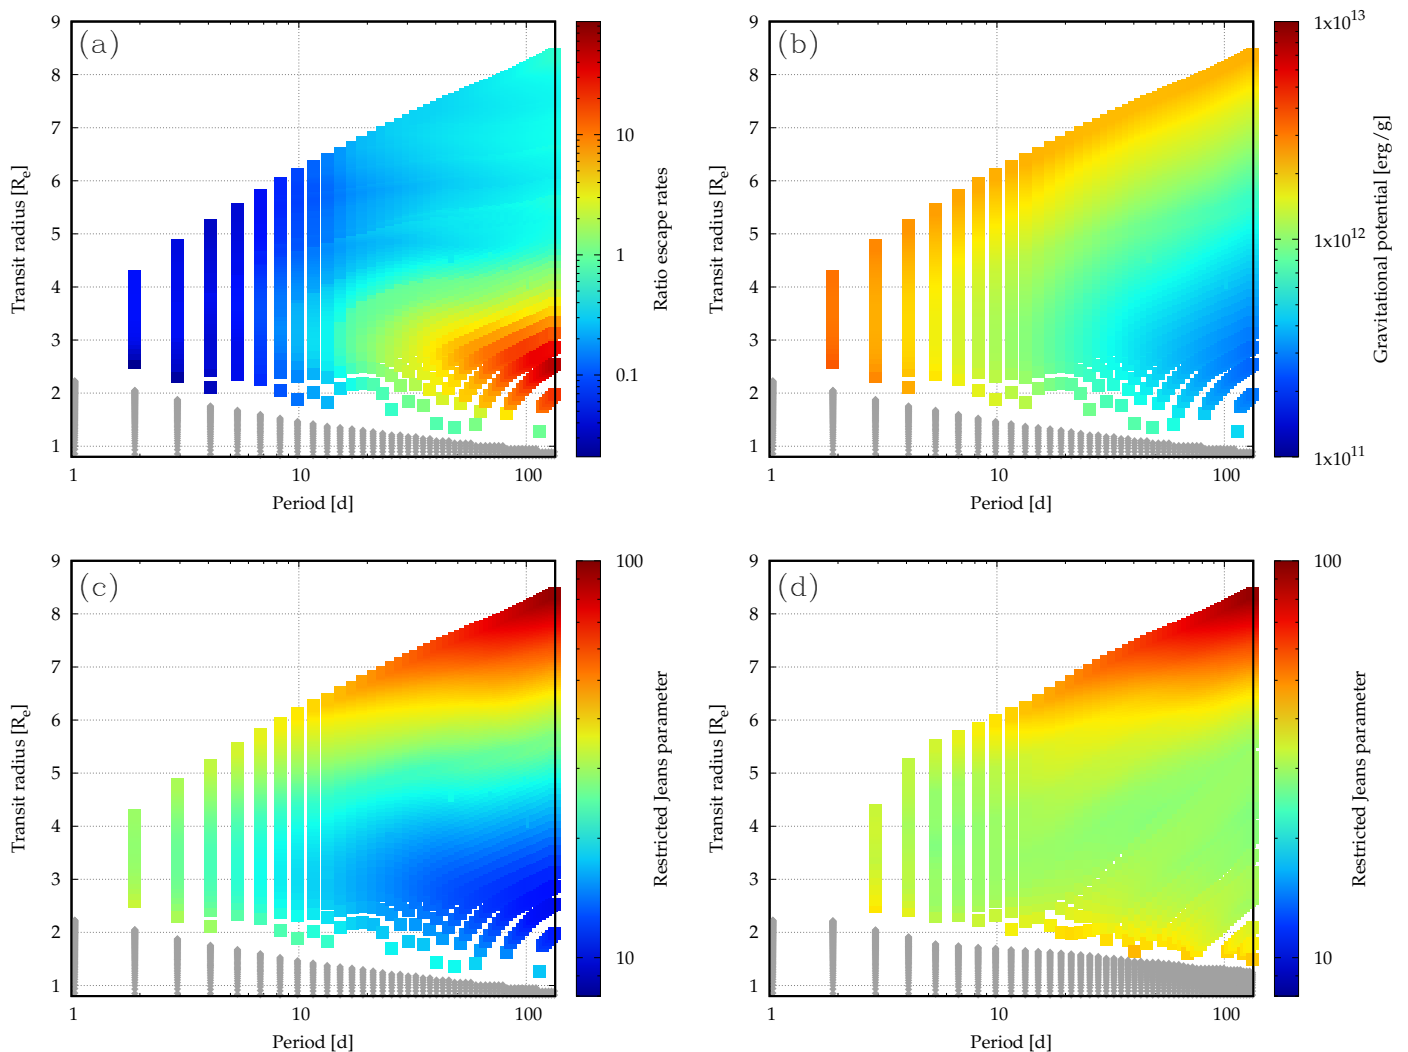 (a)
9
8
7
6
5
4
3
2
1
Transit radius [Re]
1 10 100
Period [d]
10
1
0.1
Ratio escape rates
(b)
9
8
7
6
5
4
3
2
1
Transit radius [Re]
1 10 100
Period [d]
1x10^13
1x10^12
1x10^11
Gravitational potential [erg/g]
(c)
9
8
7
6
5
4
3
2
1
Transit radius [Re]
1 10 100
Period [d]
100
10
Restricted Jeans parameter
(d)
9
8
7
6
5
4
3
2
1
Transit radius [Re]
1 10 100
Period [d]
100
10
Restricted Jeans parameter